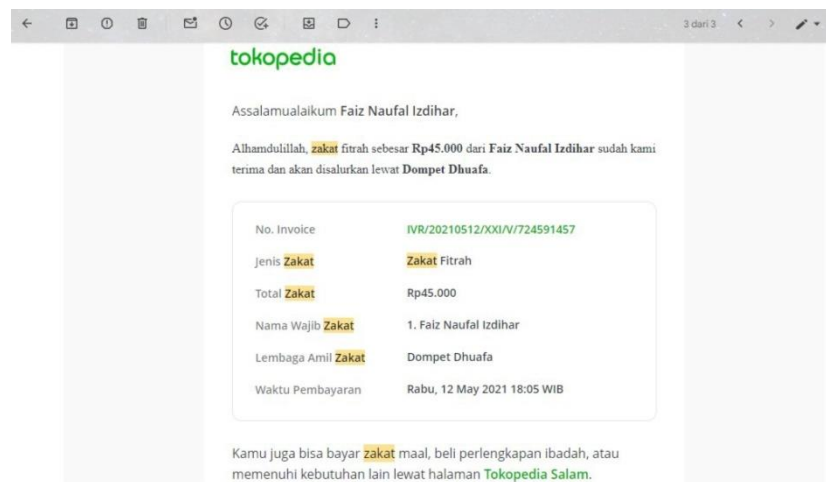 3 dari 3
tokopedia
Assalamualaikum Faiz Naufal Izdihar,
Alhamdulillah, zakat fitrah sebesar Rp45.000 dari Faiz Naufal Izdihar sudah kami
terima dan akan disalurkan lewat Dompet Dhuafa.
No. Invoice IVR/20210512/XXI/V/724591457
Jenis Zakat Zakat Fitrah
Total Zakat Rp45.000
Nama Wajib Zakat 1. Faiz Naufal Izdihar
Lembaga Amil Zakat Dompet Dhuafa
Waktu Pembayaran Rabu, 12 May 2021 18:05 WIB
Kamu juga bisa bayar zakat maal, beli perlengkapan ibadah, atau
memenuhi kebutuhan lain lewat halaman Tokopedia Salam.